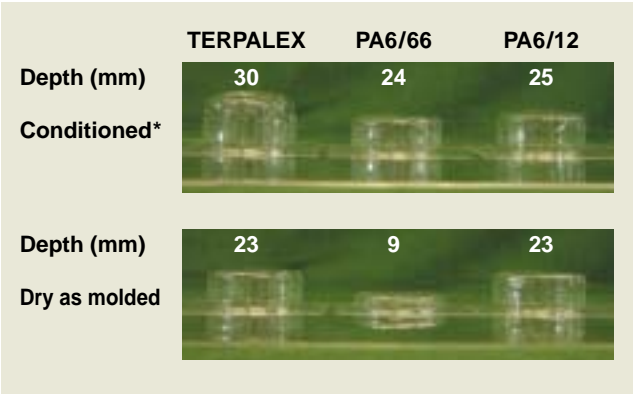 TERPALEX PA6/66 PA6/12
Depth (mm) 30 24 25
Conditioned*
Depth (mm) 23 9 23
Dry as molded